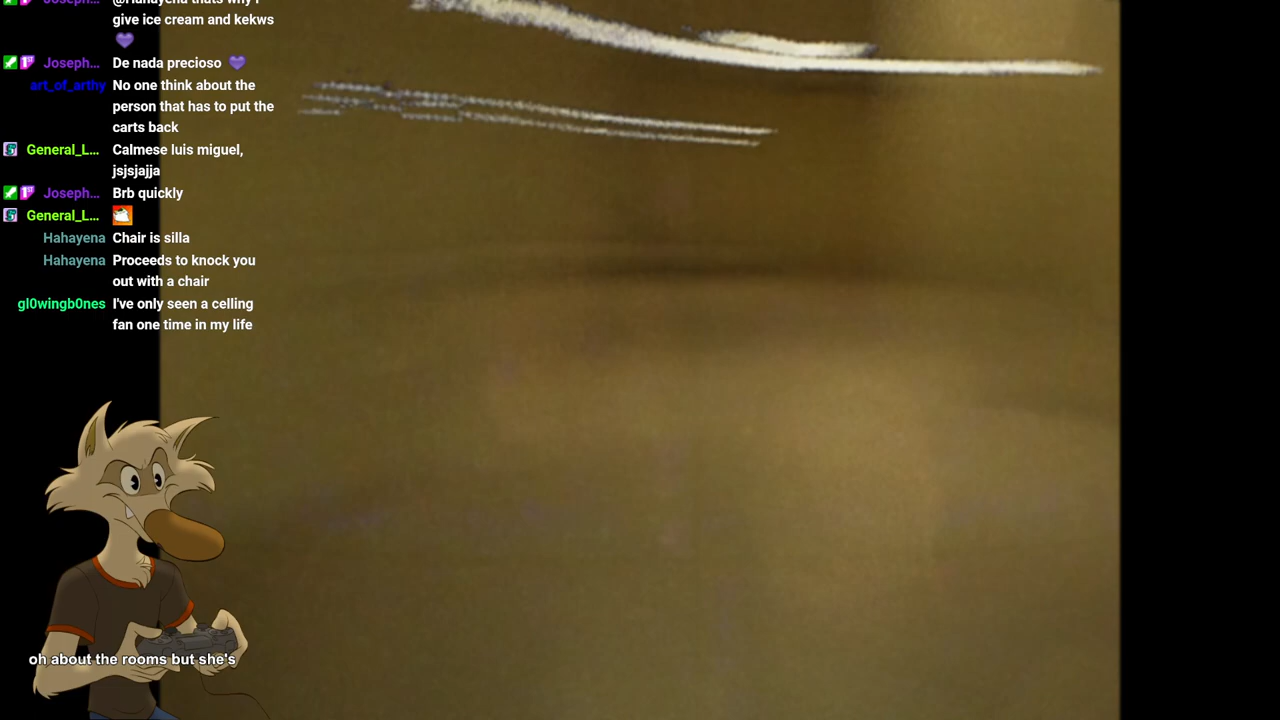 @Hahayena thats why i
give ice cream and kekws
💜
Joseph... De nada precioso 💜
art_of_arthy No one think about the
person that has to put the
carts back
General_L... Calmese luis miguel,
jsjsjajja
Joseph... Brb quickly
General_L...
Hahayena Chair is silla
Hahayena Proceeds to knock you
out with a chair
gl0wingb0nes I've only seen a celling
fan one time in my life
oh about the rooms but she's